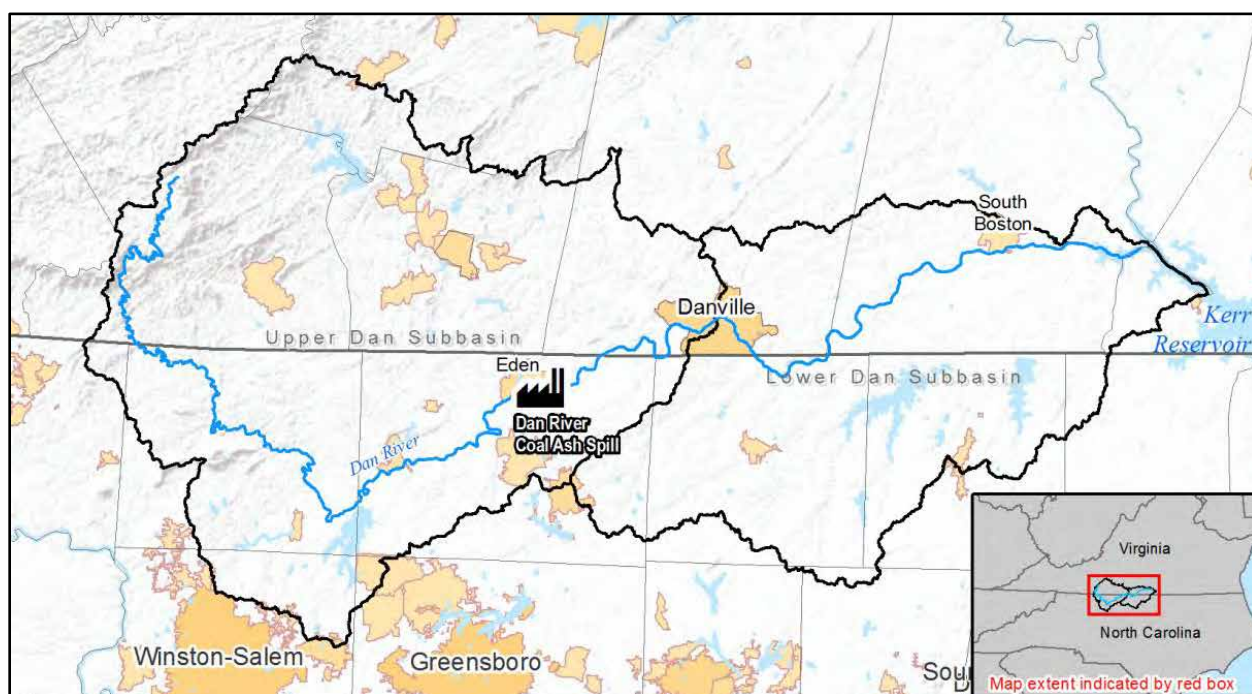 South
Boston
Danville
Kerr
Reservoir
Upper Dan Subbasin
Eden
Lower Dan Subbasin
Dan River
Coal Ash Spill
Dan River
Winston-Salem
Greensboro
Virginia
North Carolina
Map extent indicated by red box